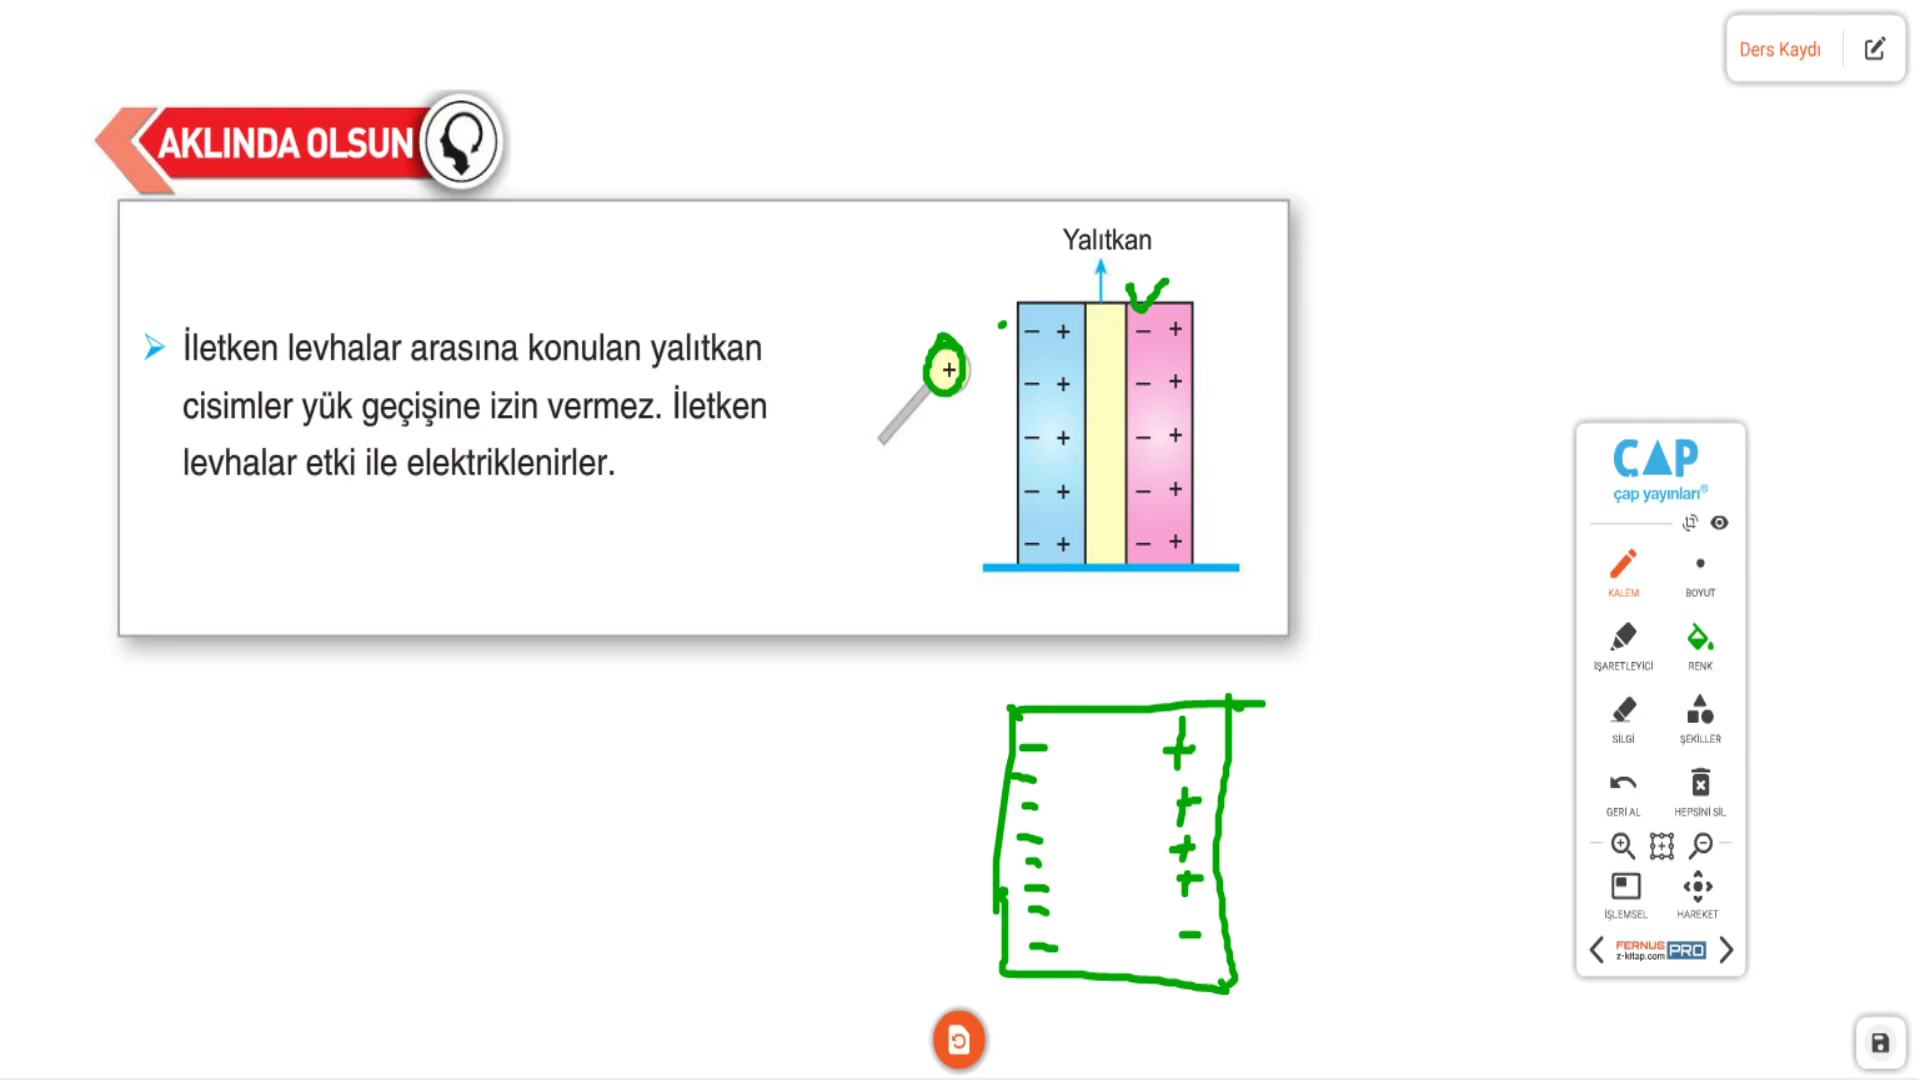 Ders Kaydı
AKLINDA OLSUN
Yalıtkan
İletken levhalar arasına konulan yalıtkan
cisimler yük geçişine izin vermez. İletken
levhalar etki ile elektriklenirler.
+
− + − +
− + − +
− + − +
− + − +
− + − +
ÇAP
çap yayınları®
KALEM BOYUT
İŞARETLEYİCİ RENK
SİLGİ ŞEKİLLER
GERİ AL HEPSİNİ SİL
İŞLEMSEL HAREKET
FERNUS PRO
z-kitap.com
− +
−
− +
− +
−
− +
−
− −